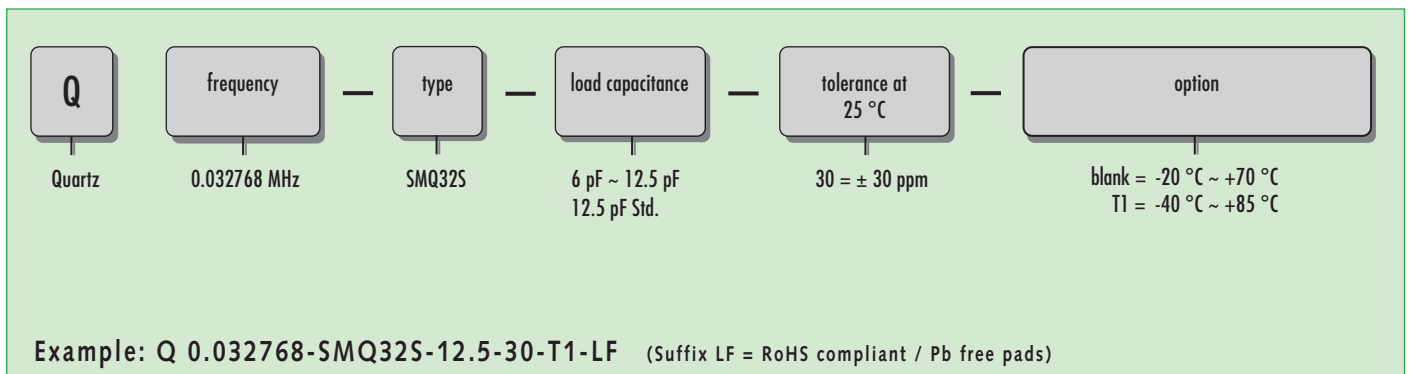 Q
frequency
—
type
—
load capacitance
—
tolerance at
25 °C
—
option
Quartz
0.032768 MHz
SMQ32S
6 pF ~ 12.5 pF
12.5 pF Std.
30 = ± 30 ppm
blank = -20 °C ~ +70 °C
T1 = -40 °C ~ +85 °C
Example: Q 0.032768-SMQ32S-12.5-30-T1-LF (Suffix LF = RoHS compliant / Pb free pads)